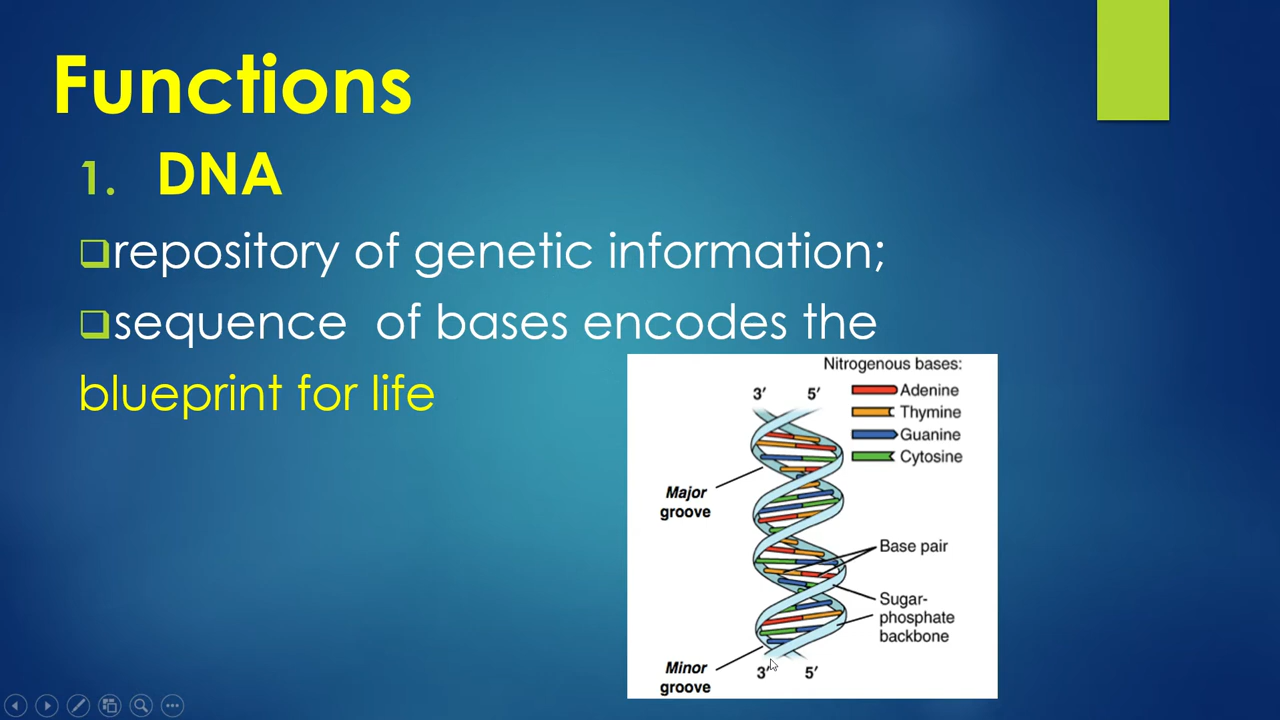 Functions
1. DNA
repository of genetic information;
sequence of bases encodes the
blueprint for life
Nitrogenous bases:
3′ 5′
Adenine
Thymine
Guanine
Cytosine
Major
groove
Base pair
Sugar-
phosphate
backbone
Minor
groove
3′ 5′